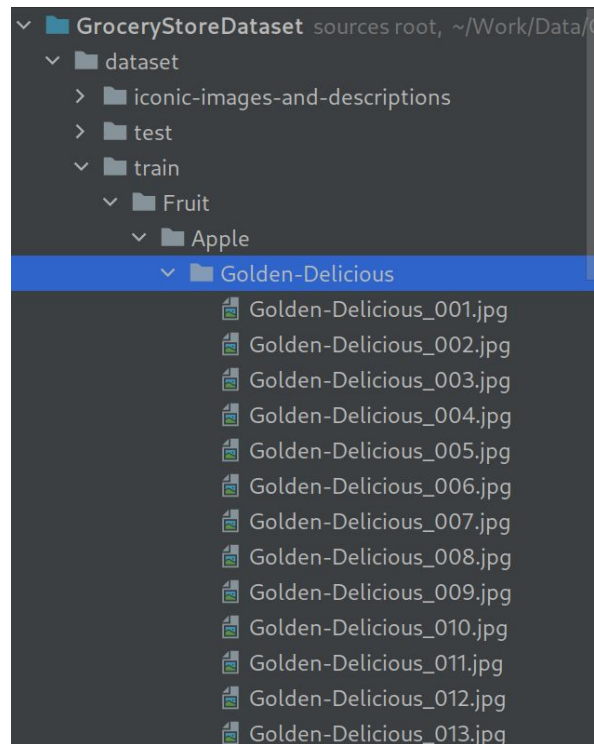 GroceryStoreDataset sources root, ~/Work/Data/
dataset
iconic-images-and-descriptions
test
train
Fruit
Apple
Golden-Delicious
Golden-Delicious_001.jpg
Golden-Delicious_002.jpg
Golden-Delicious_003.jpg
Golden-Delicious_004.jpg
Golden-Delicious_005.jpg
Golden-Delicious_006.jpg
Golden-Delicious_007.jpg
Golden-Delicious_008.jpg
Golden-Delicious_009.jpg
Golden-Delicious_010.jpg
Golden-Delicious_011.jpg
Golden-Delicious_012.jpg
Golden-Delicious_013.jpg